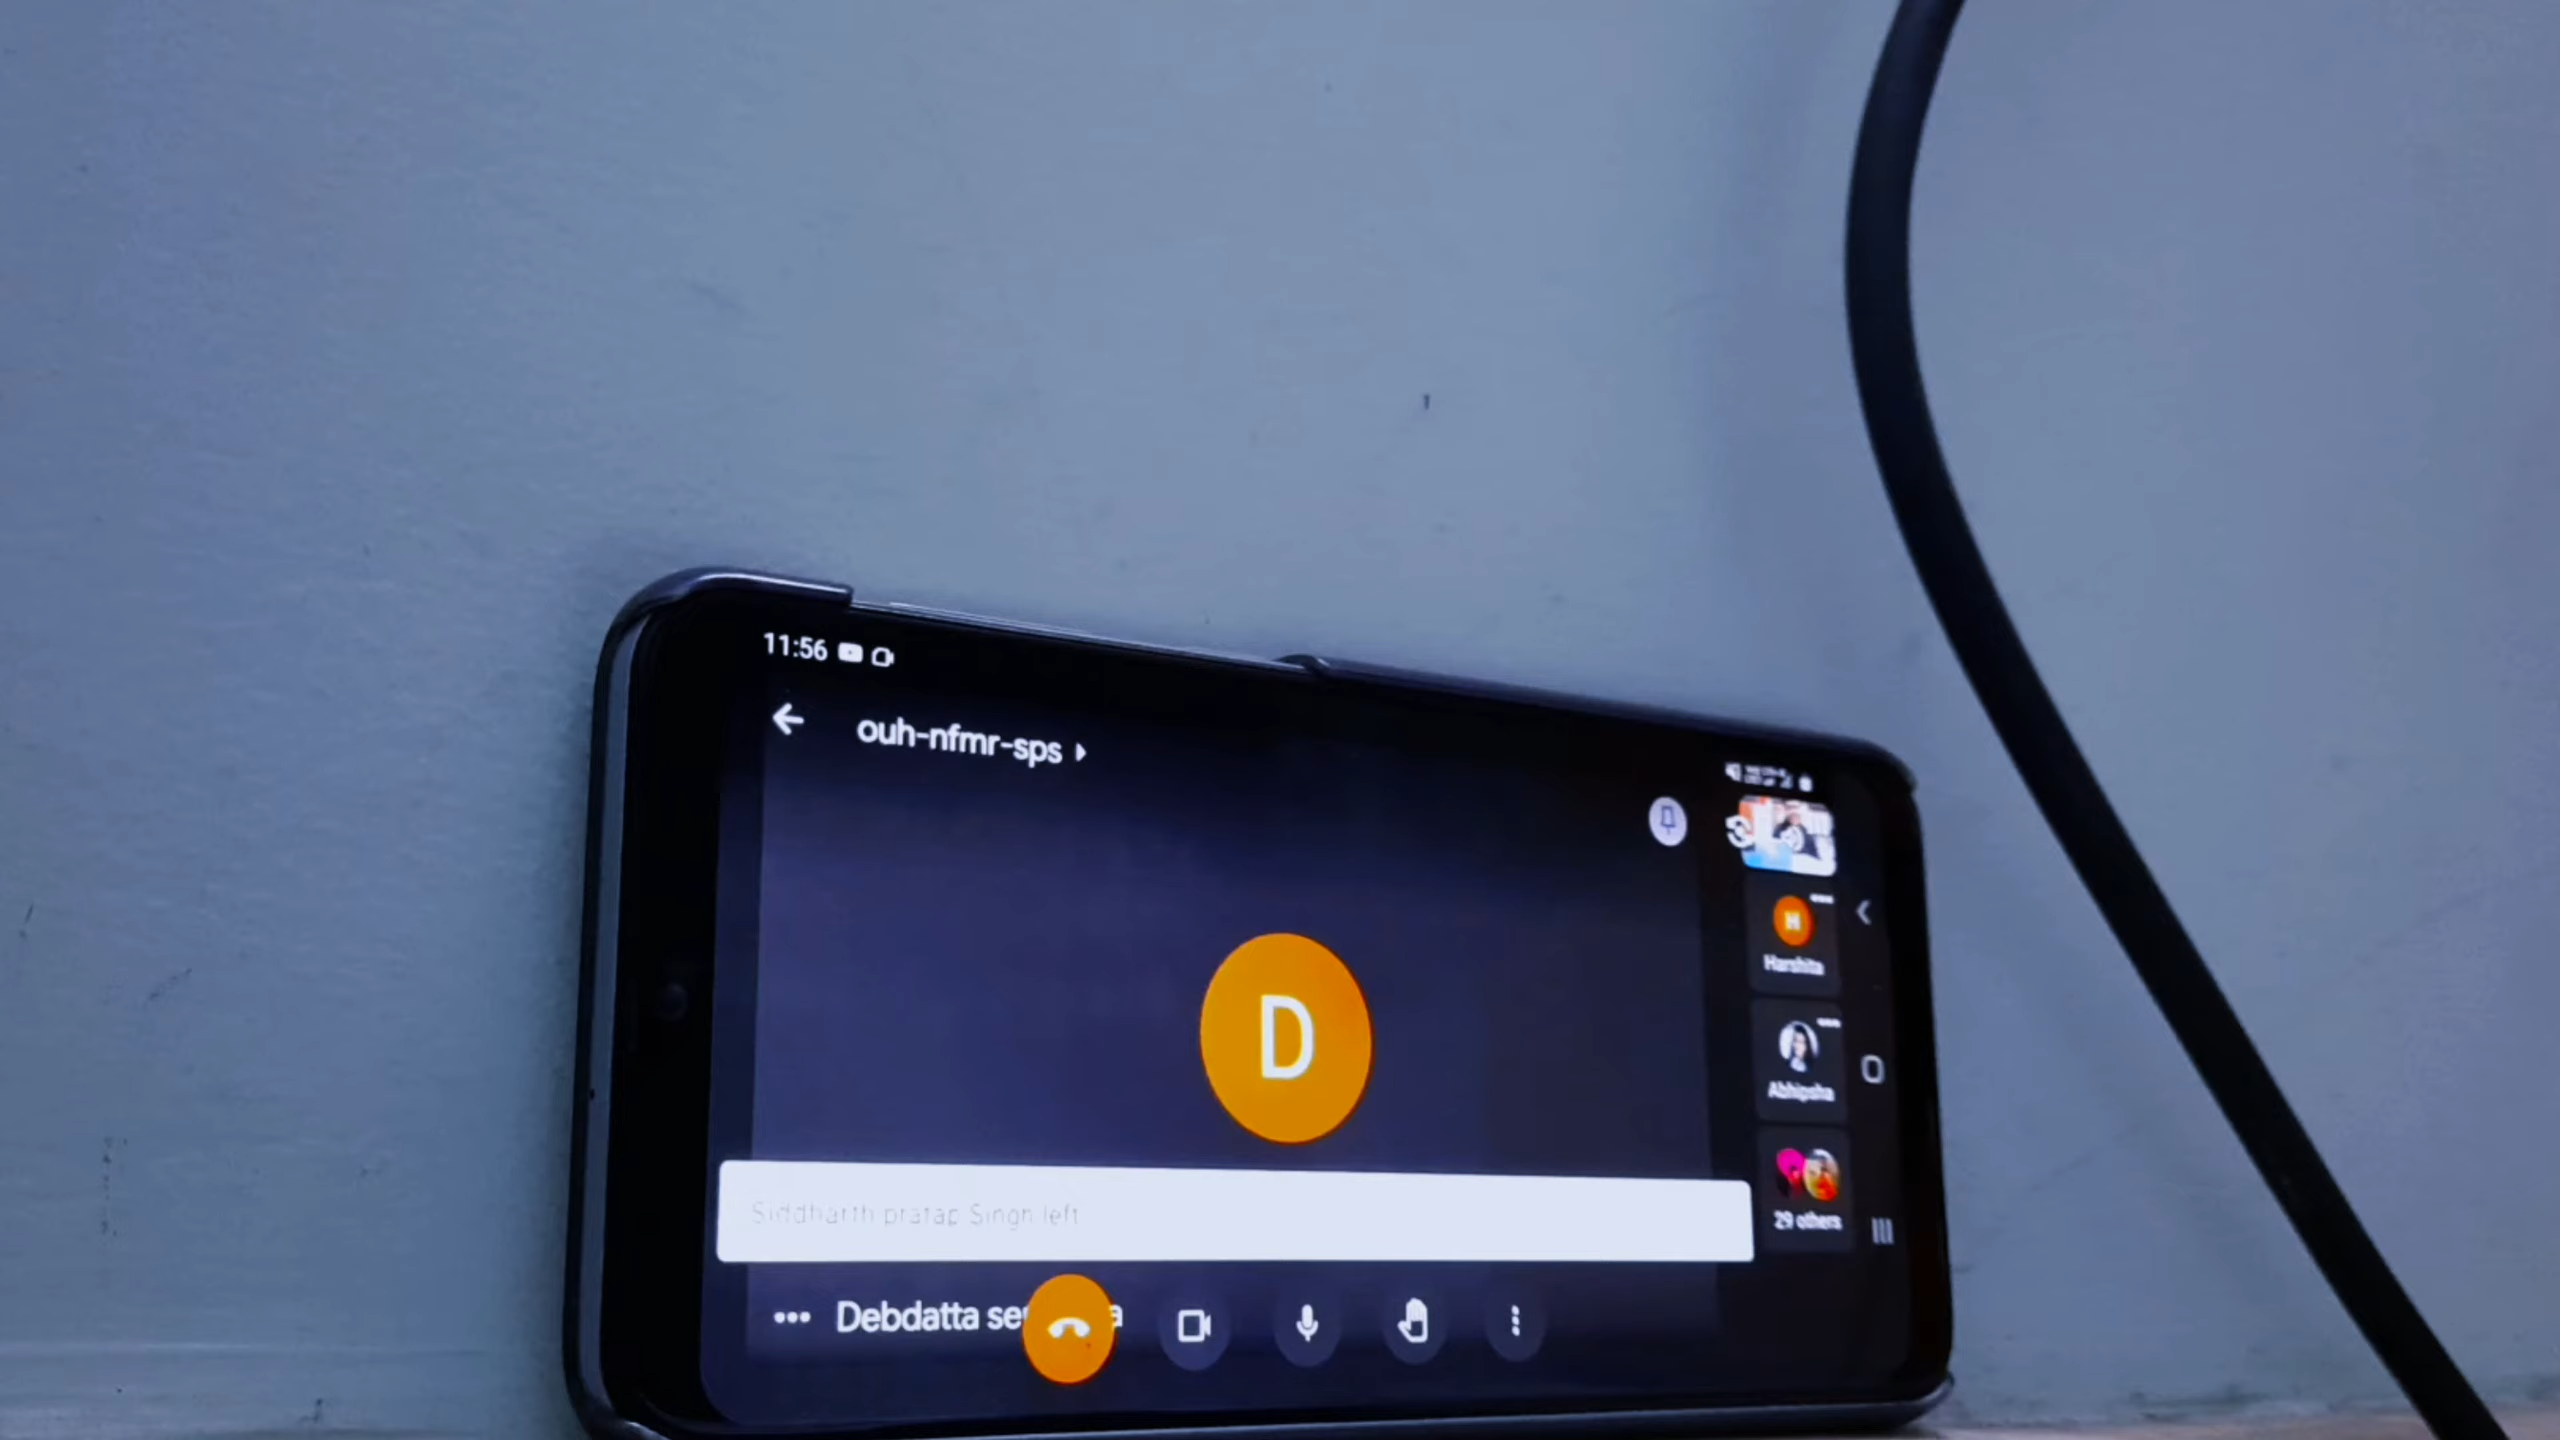 11:56
ouh-nfmr-sps
D
H
Harshita
Abhipsha
29 others
Siddharth pratap Singh left
Debdatta se
a